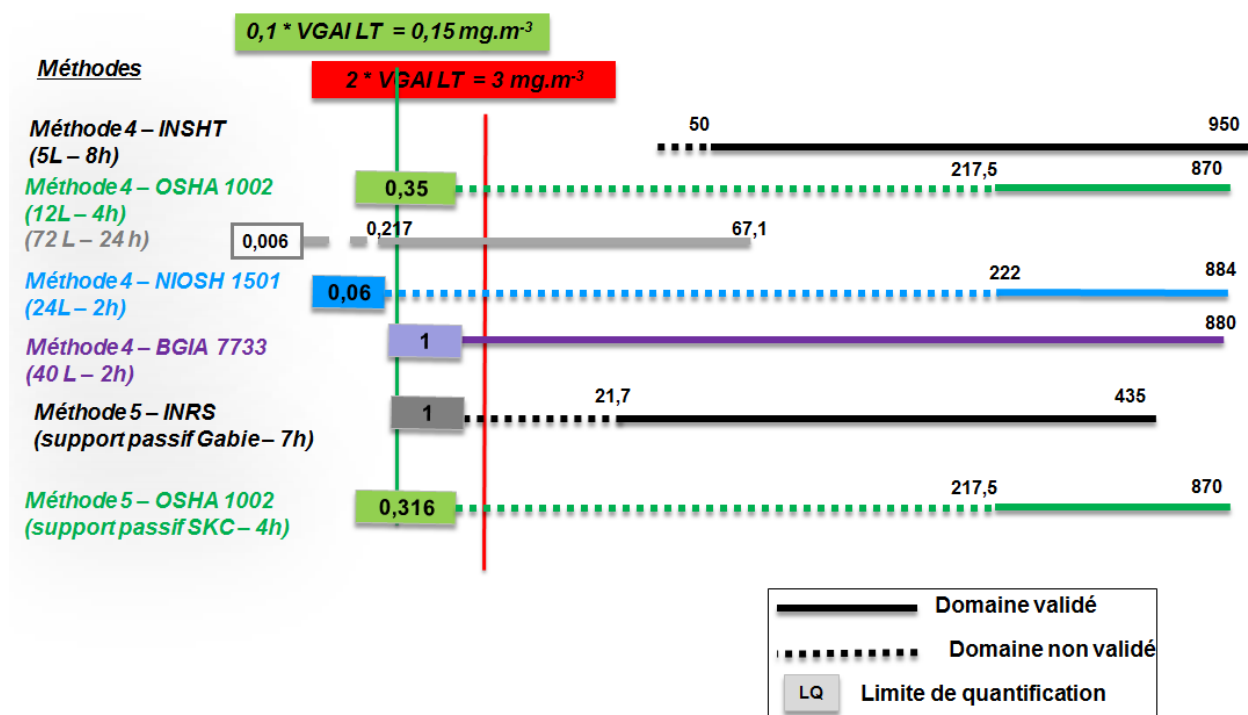 0,1 * VGAI LT = 0,15 mg.m-3
Méthodes
2 * VGAI LT = 3 mg.m-3
Méthode 4 – INSHT
(5L – 8h)
50
950
Méthode 4 – OSHA 1002
(12L – 4h)
0,35
217,5
870
(72 L – 24 h)
0,006
0,217
67,1
Méthode 4 – NIOSH 1501
(24L – 2h)
0,06
222
884
Méthode 4 – BGIA 7733
(40 L – 2h)
1
880
Méthode 5 – INRS
(support passif Gabie – 7h)
1
21,7
435
Méthode 5 – OSHA 1002
(support passif SKC – 4h)
0,316
217,5
870
Domaine validé
Domaine non validé
LQ Limite de quantification